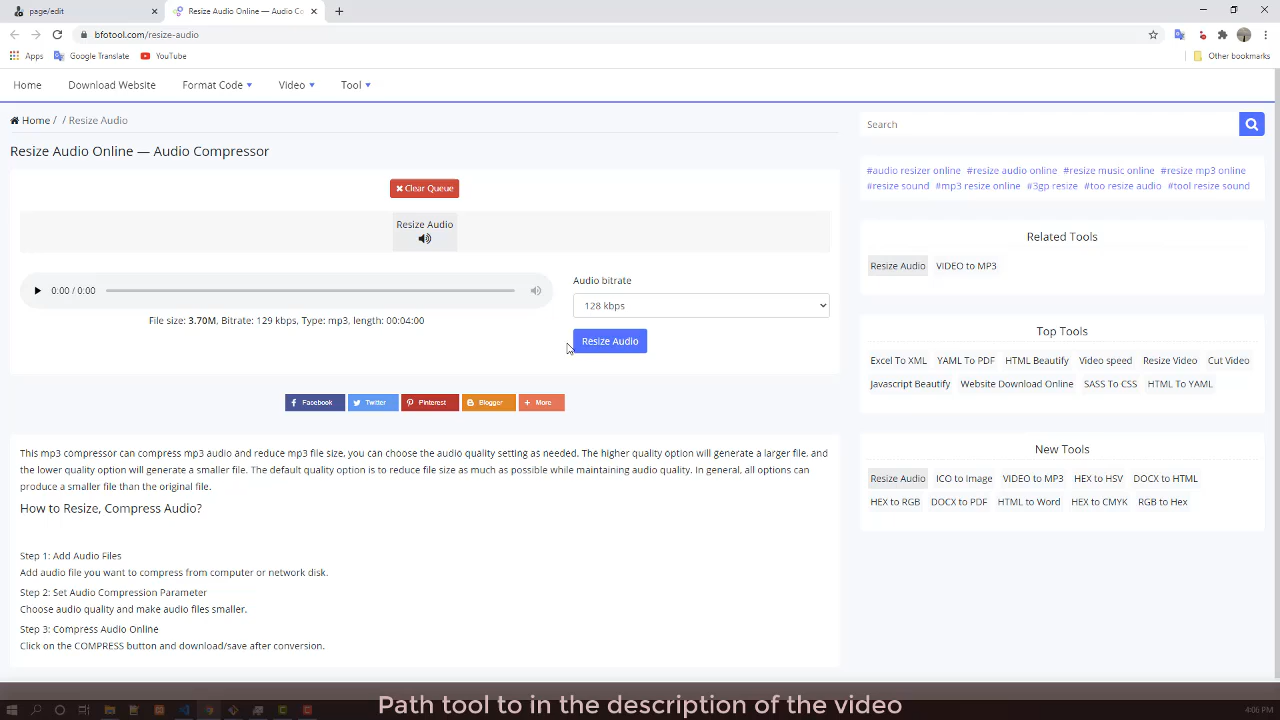 page/edit
Resize Audio Online — Audio Co
bfotool.com/resize-audio
Apps
Google Translate
YouTube
Other bookmarks
Home
Download Website
Format Code
Video
Tool
Home / / Resize Audio
Resize Audio Online — Audio Compressor
Clear Queue
Resize Audio
0:00 / 0:00
File size: 3.70M, Bitrate: 129 kbps, Type: mp3, length: 00:04:00
Audio bitrate
128 kbps
Resize Audio
Facebook
Twitter
Pinterest
Blogger
More
This mp3 compressor can compress mp3 audio and reduce mp3 file size, you can choose the audio quality setting as needed. The higher quality option will generate a larger file, and
the lower quality option will generate a smaller file. The default quality option is to reduce file size as much as possible while maintaining audio quality. In general, all options can
produce a smaller file than the original file.
How to Resize, Compress Audio?
Step 1: Add Audio Files
Add audio file you want to compress from computer or network disk.
Step 2: Set Audio Compression Parameter
Choose audio quality and make audio files smaller.
Step 3: Compress Audio Online
Click on the COMPRESS button and download/save after conversion.
Search
#audio resizer online #resize audio online #resize music online #resize mp3 online
#resize sound #mp3 resize online #3gp resize #too resize audio #tool resize sound
Related Tools
Resize Audio VIDEO to MP3
Top Tools
Excel To XML YAML To PDF HTML Beautify Video speed Resize Video Cut Video
Javascript Beautify Website Download Online SASS To CSS HTML To YAML
New Tools
Resize Audio ICO to Image VIDEO to MP3 HEX to HSV DOCX to HTML
HEX to RGB DOCX to PDF HTML to Word HEX to CMYK RGB to Hex
Path tool to in the description of the video
4:06 PM